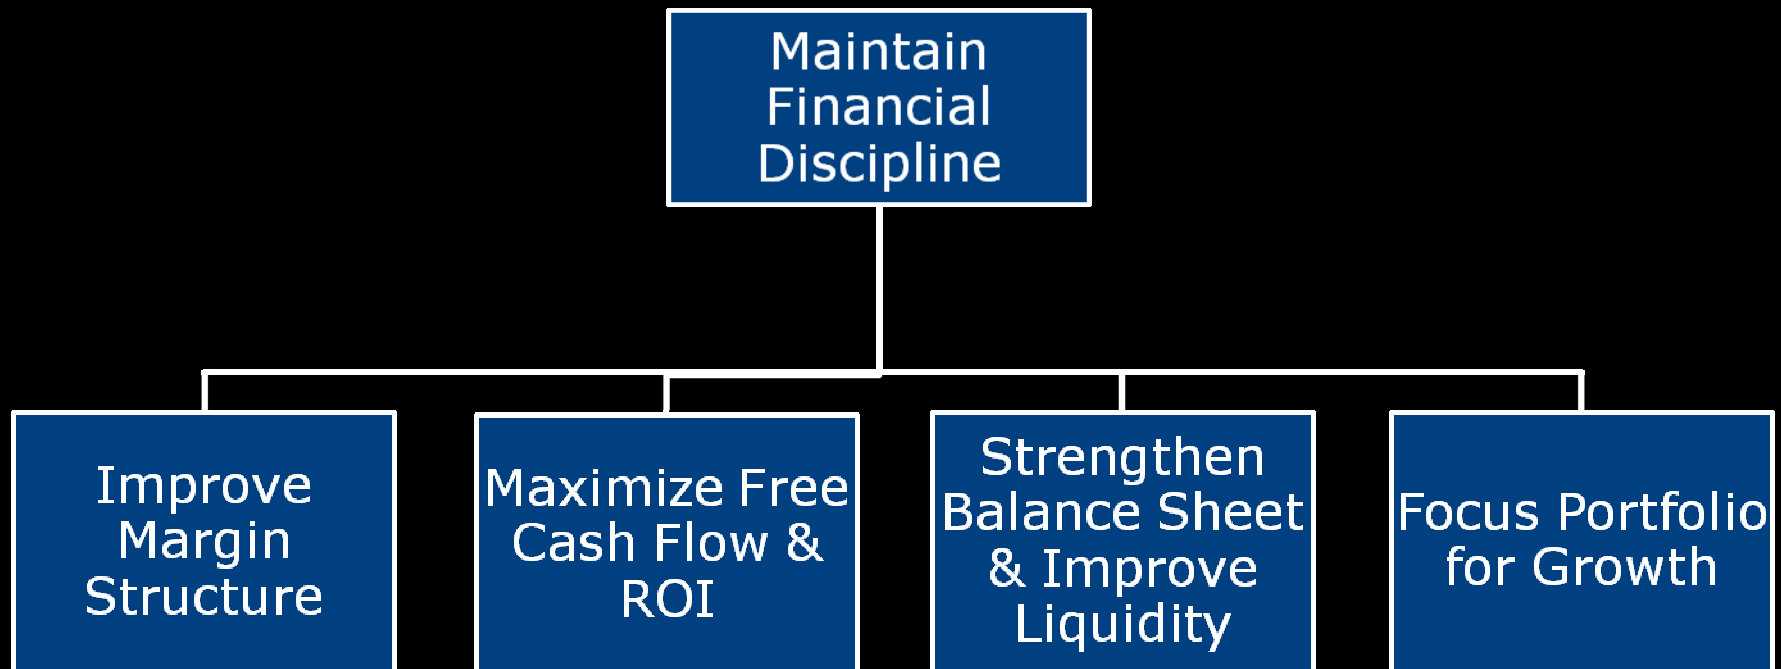 Maintain
Financial
Discipline
Improve
Margin
Structure
Maximize Free
Cash Flow &
ROI
Strengthen
Balance Sheet
& Improve
Liquidity
Focus Portfolio
for Growth